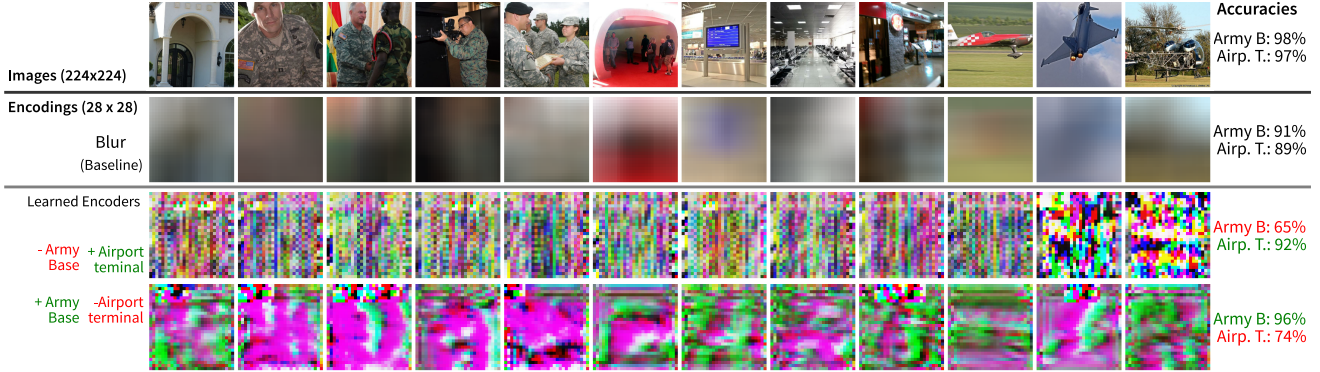 Accuracies
Images (224x224)
Army B: 98%
Airp. T.: 97%
Encodings (28 x 28)
Blur
(Baseline)
Army B: 91%
Airp. T.: 89%
Learned Encoders
- Army Base
+ Airport teminal
Army B: 65%
Airp. T.: 92%
+ Army Base
-Airport terminal
Army B: 96%
Airp. T.: 74%